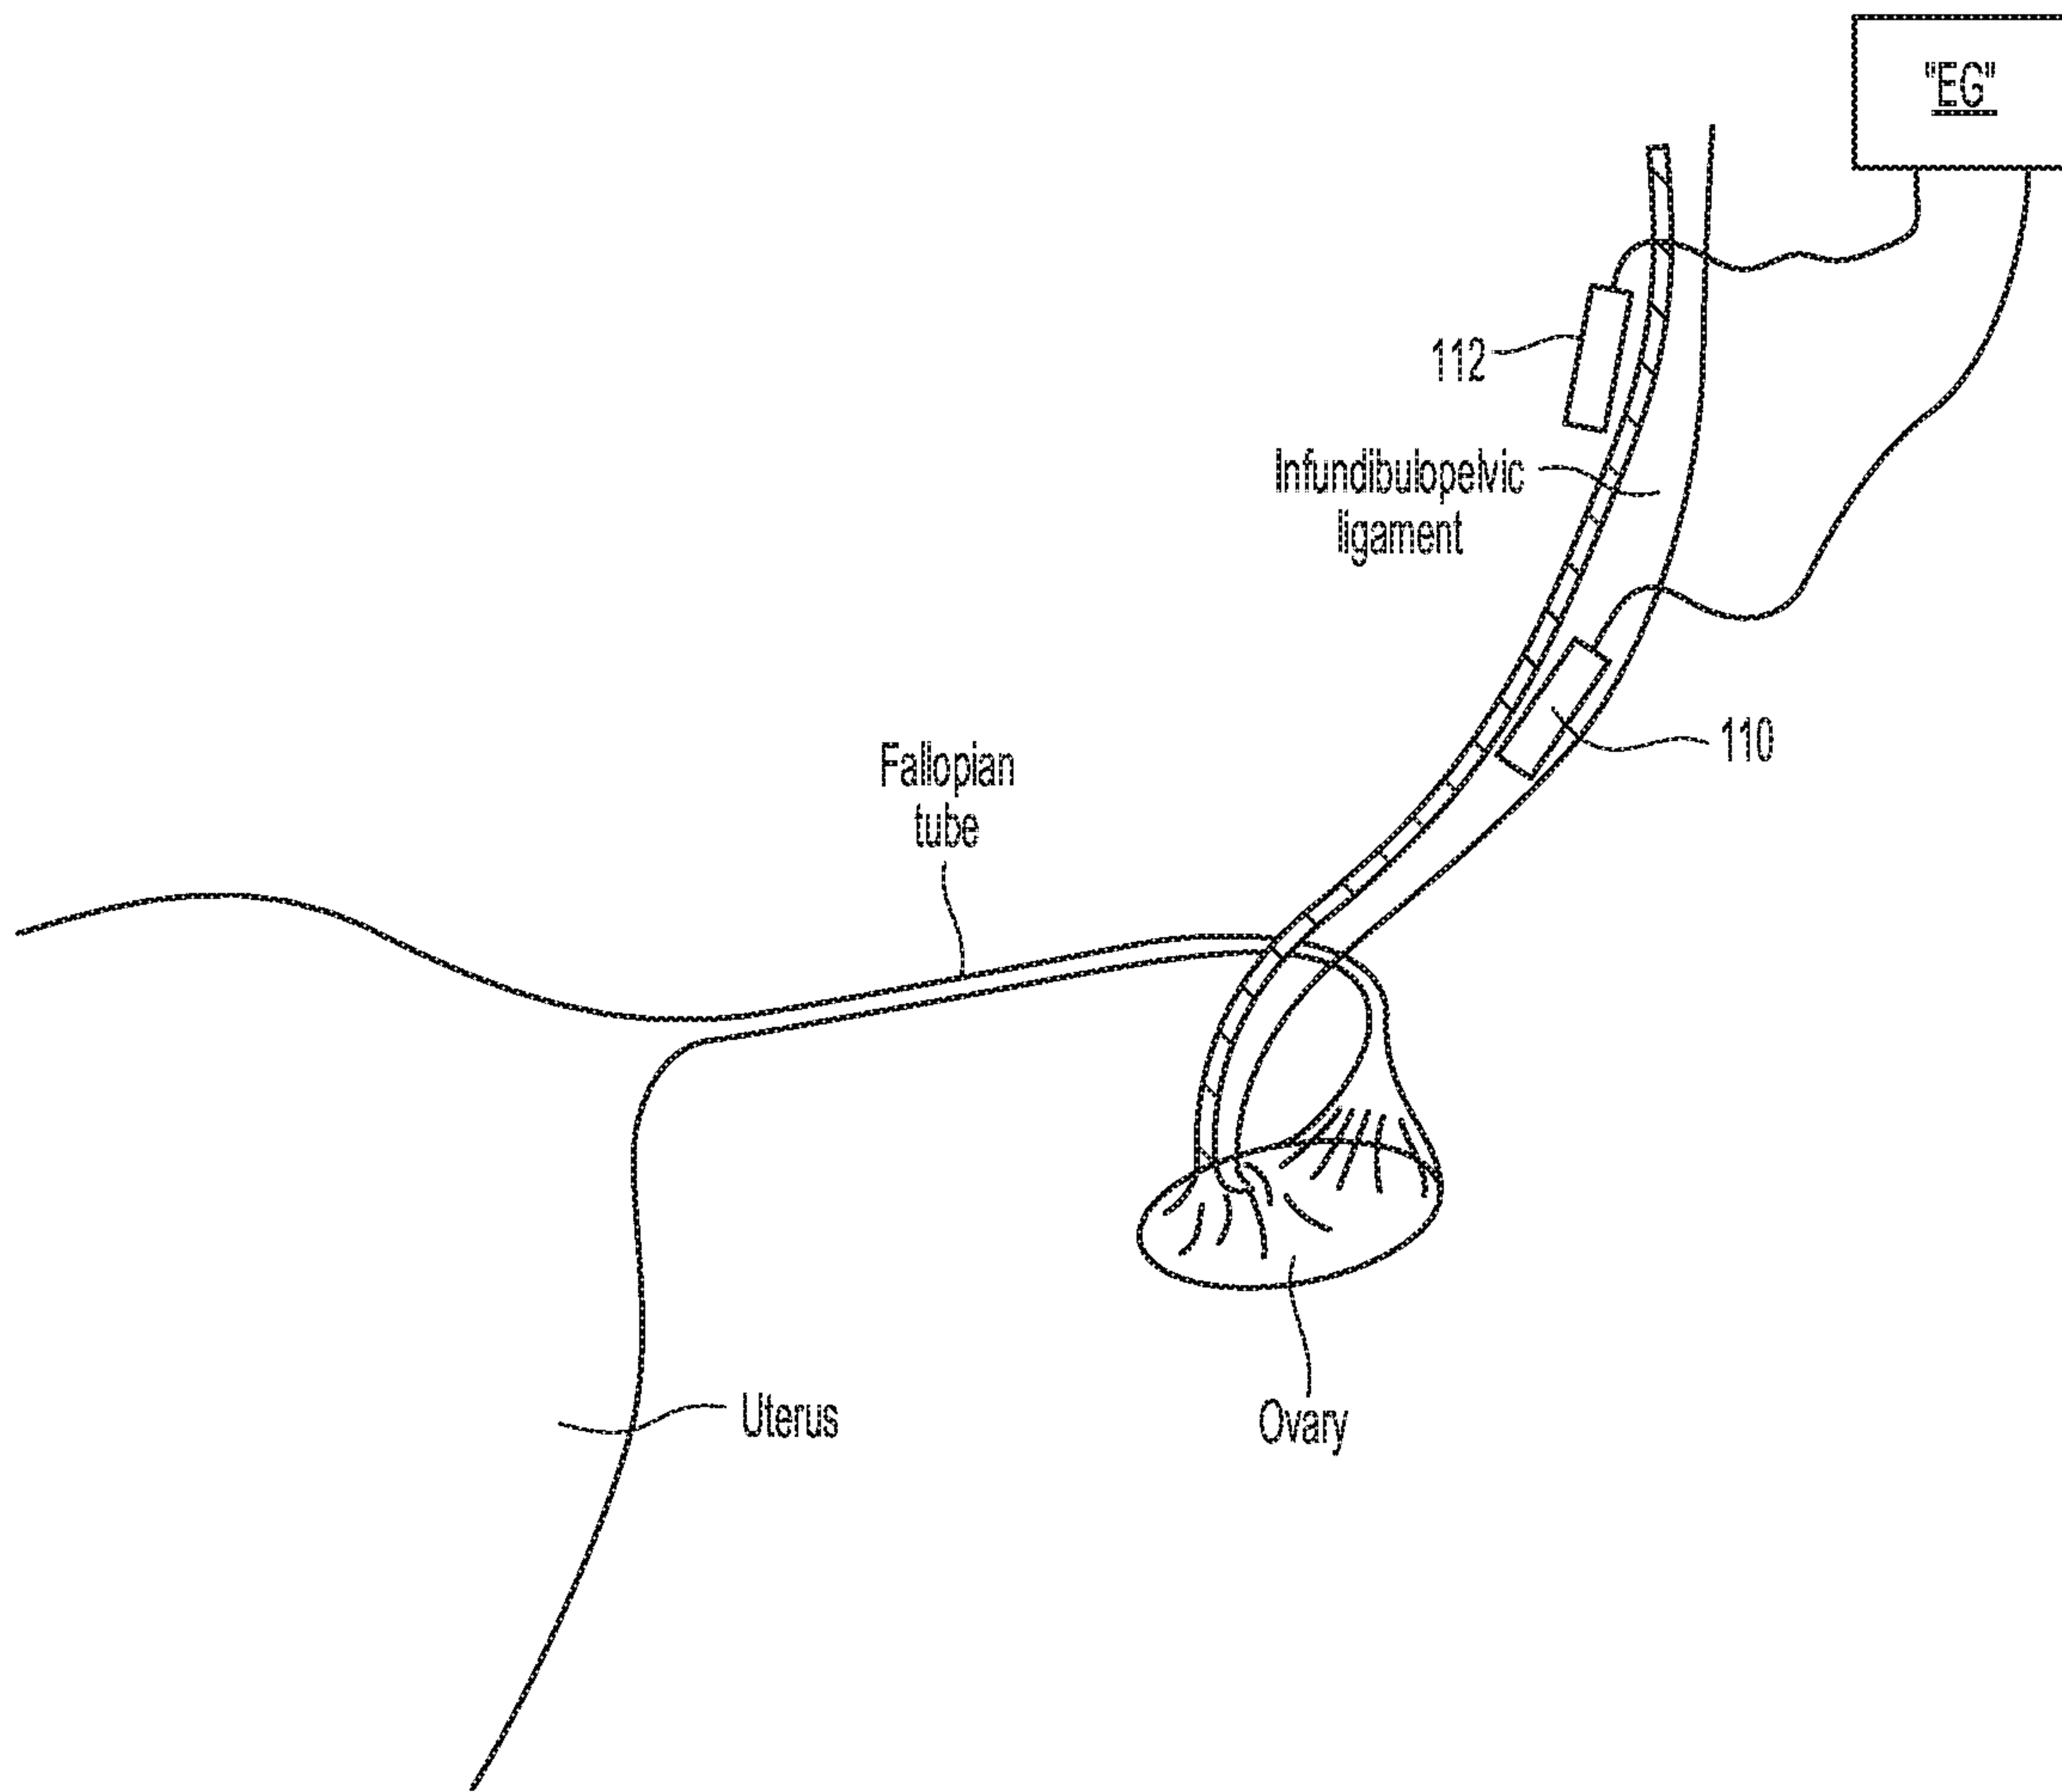 "EG"
112
Infundibulopelvic
ligament
110
Fallopian
tube
Uterus
Ovary